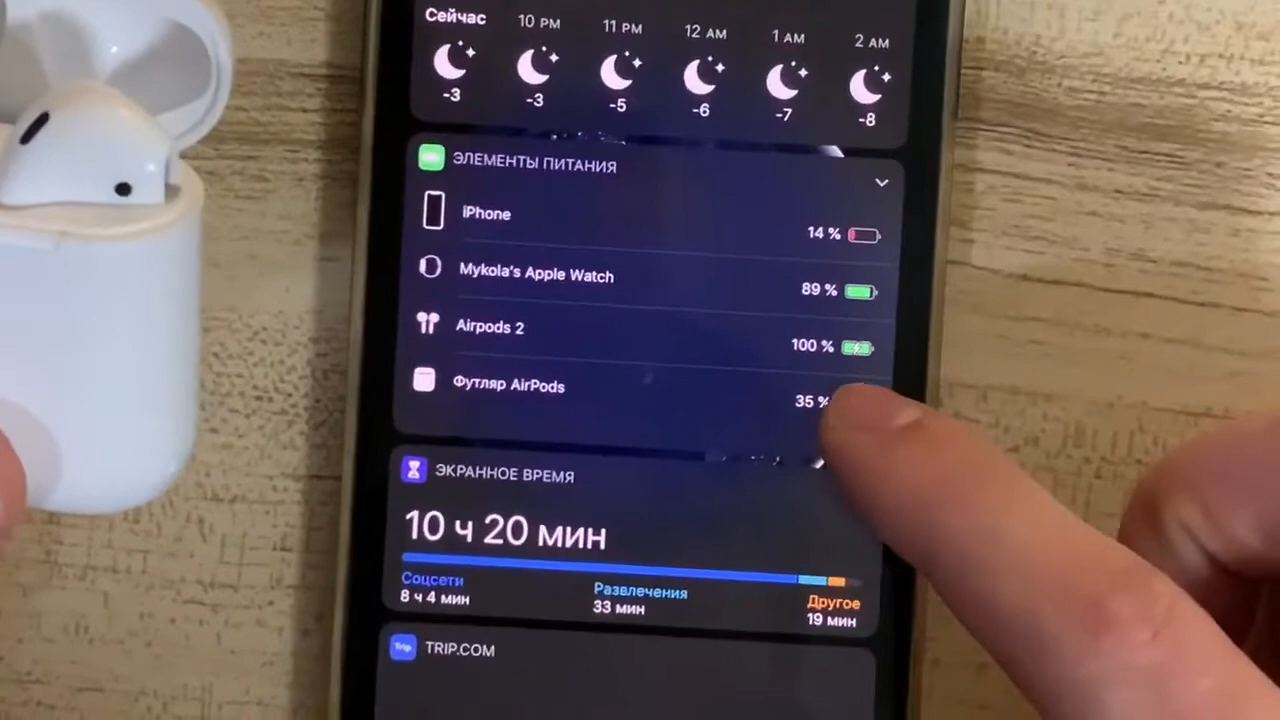 Сейчас 10 PM 11 PM 12 AM 1 AM 2 AM
-3 -3 -5 -6 -7 -8
ЭЛЕМЕНТЫ ПИТАНИЯ
iPhone 14 %
Mykola's Apple Watch 89 %
Airpods 2 100 %
Футляр AirPods 35 %
ЭКРАННОЕ ВРЕМЯ
10 ч 20 мин
Соцсети Развлечения Другое
8 ч 4 мин 33 мин 19 мин
Trip TRIP.COM